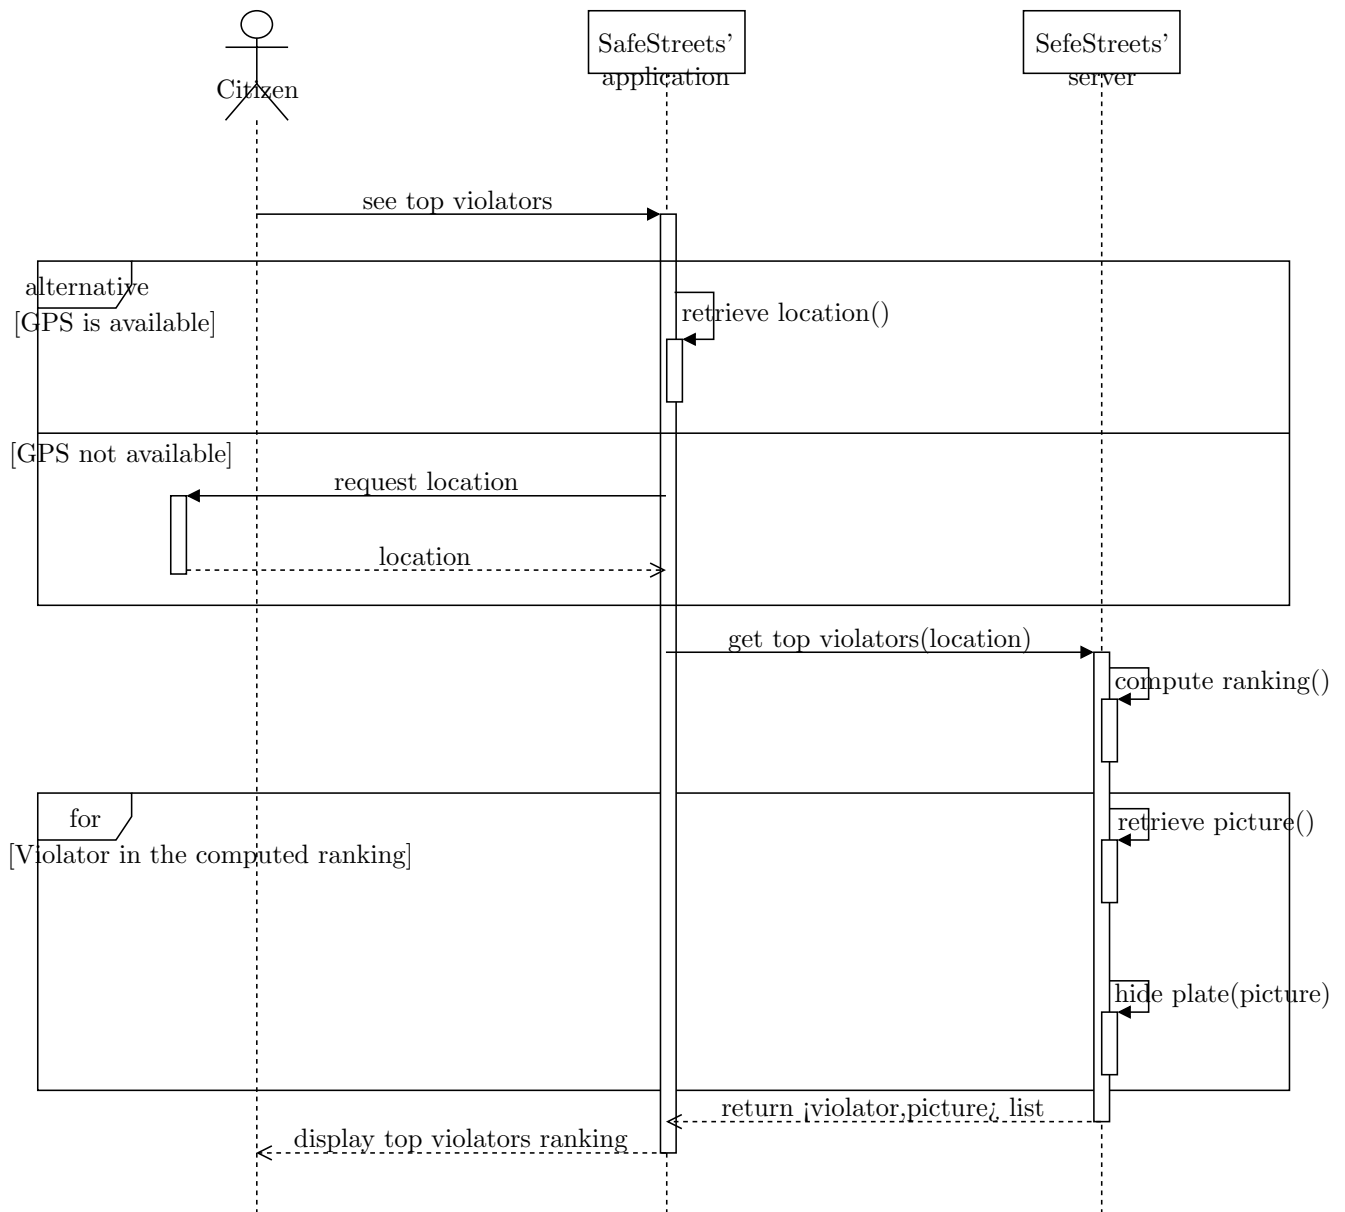 Citizen
SafeStreets'
application
SefeStreets'
server
see top violators
alternative
[GPS is available]
retrieve location()
[GPS not available]
request location
location
get top violators(location)
compute ranking()
for
[Violator in the computed ranking]
retrieve picture()
hide plate(picture)
return ¡violator,picture¿ list
display top violators ranking